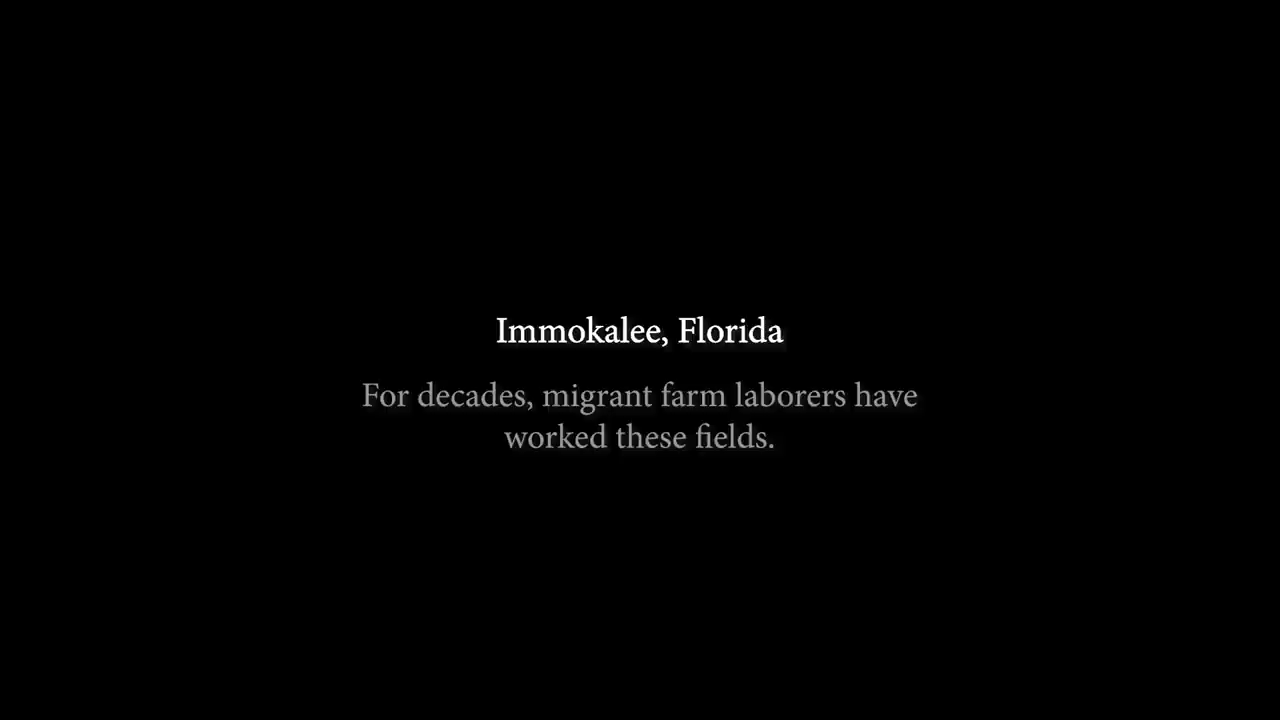 Immokalee, Florida
For decades, migrant farm laborers have
worked these fields.